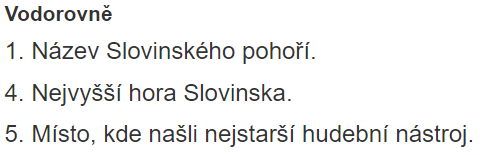 Vodorovně
1. Název Slovinského pohoří.
4. Nejvyšší hora Slovinska.
5. Místo, kde našli nejstarší hudební nástroj.